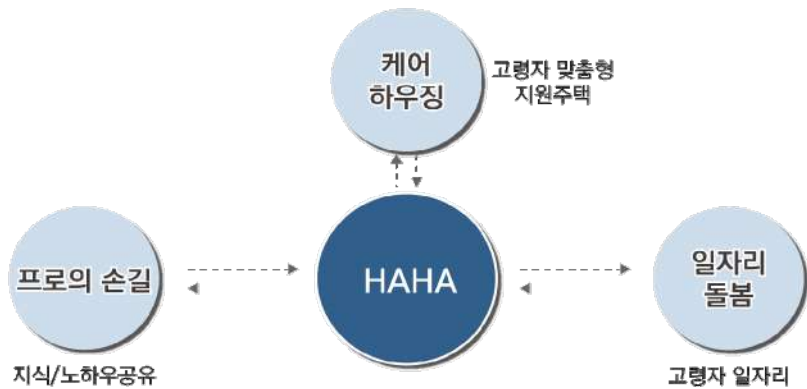 케어
하우징
고령자 맞춤형
지원주택
프로의 손길
HAHA
일자리
돌봄
지식/노하우공유
고령자 일자리